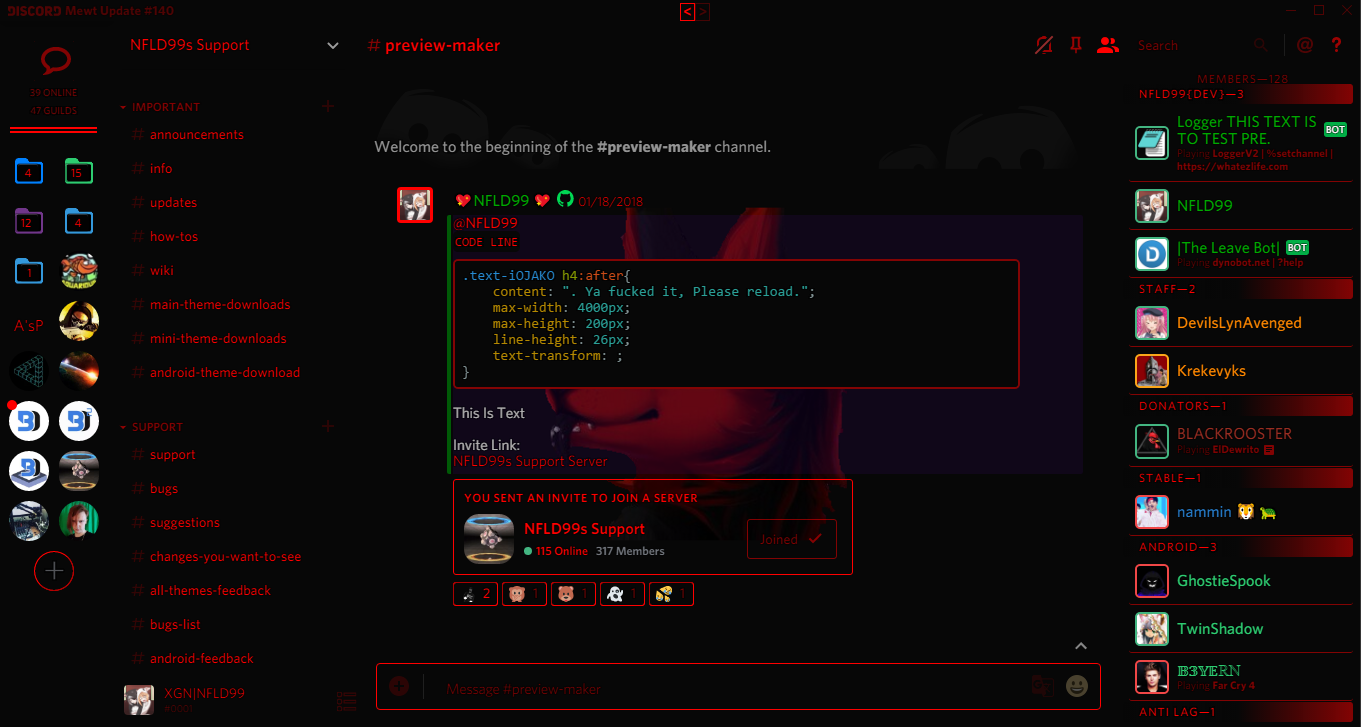 DISCORD Mewt Update #140
< >
39 ONLINE
47 GUILDS
4
15
12
4
1
A'sP
NFLD99s Support
IMPORTANT
# announcements
# info
# updates
# how-tos
# wiki
# main-theme-downloads
# mini-theme-downloads
# android-theme-download
SUPPORT
# support
# bugs
# suggestions
# changes-you-want-to-see
# all-themes-feedback
# bugs-list
# android-feedback
XGN|NFLD99
#0001
# preview-maker
Search
@ ?
Welcome to the beginning of the #preview-maker channel.
NFLD99 01/18/2018
@NFLD99
CODE LINE
.text-iOJAKO h4:after{
content: ". Ya fucked it, Please reload.";
max-width: 4000px;
max-height: 200px;
line-height: 26px;
text-transform: ;
}
This Is Text
Invite Link:
NFLD99s Support Server
YOU SENT AN INVITE TO JOIN A SERVER
NFLD99s Support
115 Online 317 Members
Joined
2 1 1 1 1
Message #preview-maker
MEMBERS—128
NFLD99{DEV}—3
Logger THIS TEXT IS
TO TEST PRE. BOT
Playing LoggerV2 | %setchannel |
https://whatezlife.com
NFLD99
|The Leave Bot| BOT
Playing dynobot.net | ?help
STAFF—2
DevilsLynAvenged
Krekevyks
DONATORS—1
BLACKROOSTER
Playing ElDewrito
STABLE—1
nammin 🐯 🐢
ANDROID—3
GhostieSpook
TwinShadow
𝔹𝟛𝕐𝔼ℝℕ
Playing Far Cry 4
ANTI LAG—1